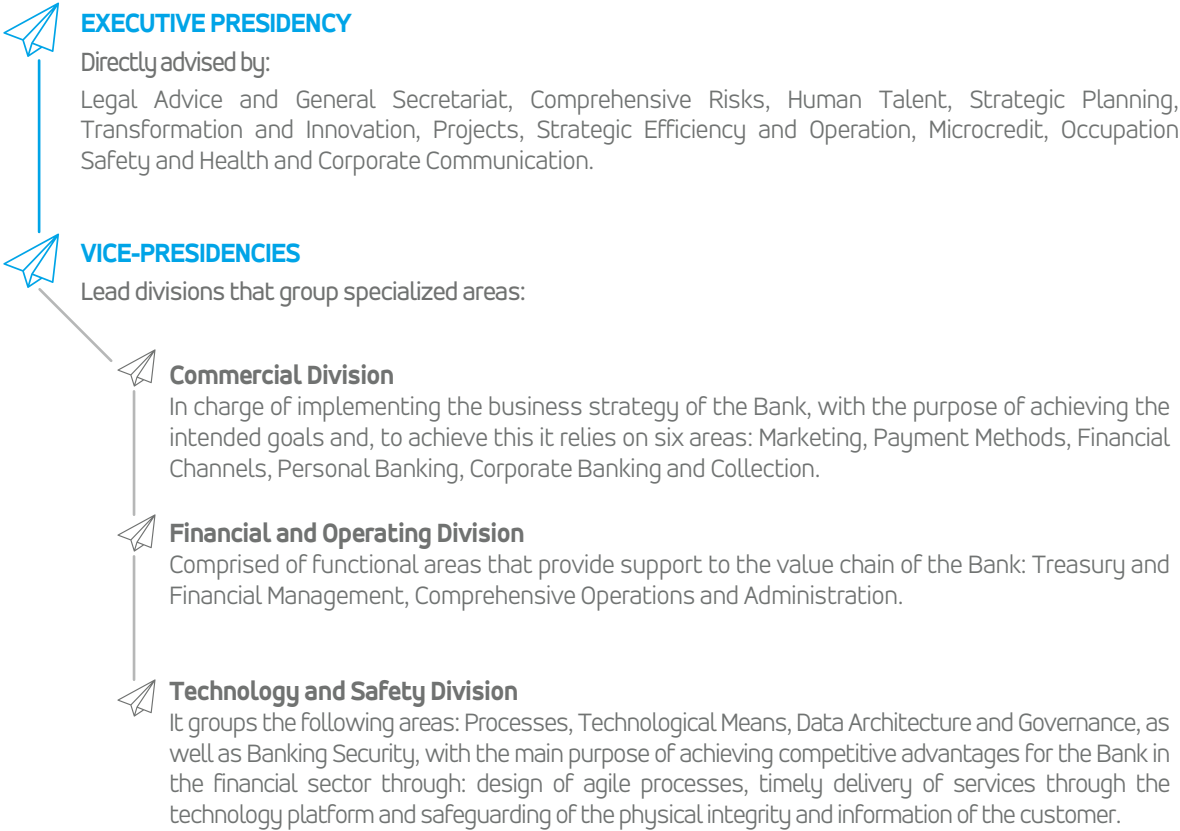 EXECUTIVE PRESIDENCY
Directly advised by:
Legal Advice and General Secretariat, Comprehensive Risks, Human Talent, Strategic Planning,
Transformation and Innovation, Projects, Strategic Efficiency and Operation, Microcredit, Occupation
Safety and Health and Corporate Communication.
VICE-PRESIDENCIES
Lead divisions that group specialized areas:
Commercial Division
In charge of implementing the business strategy of the Bank, with the purpose of achieving the
intended goals and, to achieve this it relies on six areas: Marketing, Payment Methods, Financial
Channels, Personal Banking, Corporate Banking and Collection.
Financial and Operating Division
Comprised of functional areas that provide support to the value chain of the Bank: Treasury and
Financial Management, Comprehensive Operations and Administration.
Technology and Safety Division
It groups the following areas: Processes, Technological Means, Data Architecture and Governance, as
well as Banking Security, with the main purpose of achieving competitive advantages for the Bank in
the financial sector through: design of agile processes, timely delivery of services through the
technology platform and safeguarding of the physical integrity and information of the customer.